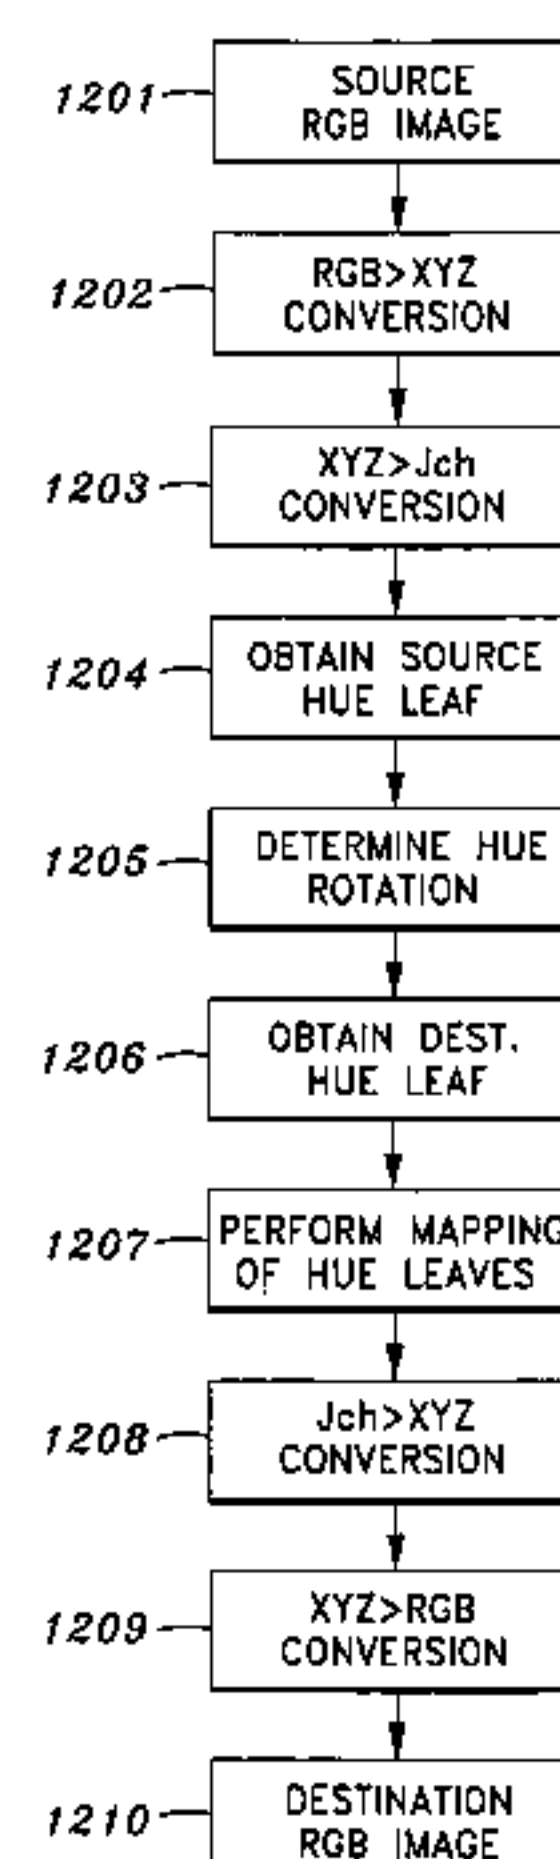 1201
SOURCE
RGB IMAGE
1202
RGB>XYZ
CONVERSION
1203
XYZ>Jch
CONVERSION
1204
OBTAIN SOURCE
HUE LEAF
1205
DETERMINE HUE
ROTATION
1206
OBTAIN DEST.
HUE LEAF
1207
PERFORM MAPPING
OF HUE LEAVES
1208
Jch>XYZ
CONVERSION
1209
XYZ>RGB
CONVERSION
1210
DESTINATION
RGB IMAGE